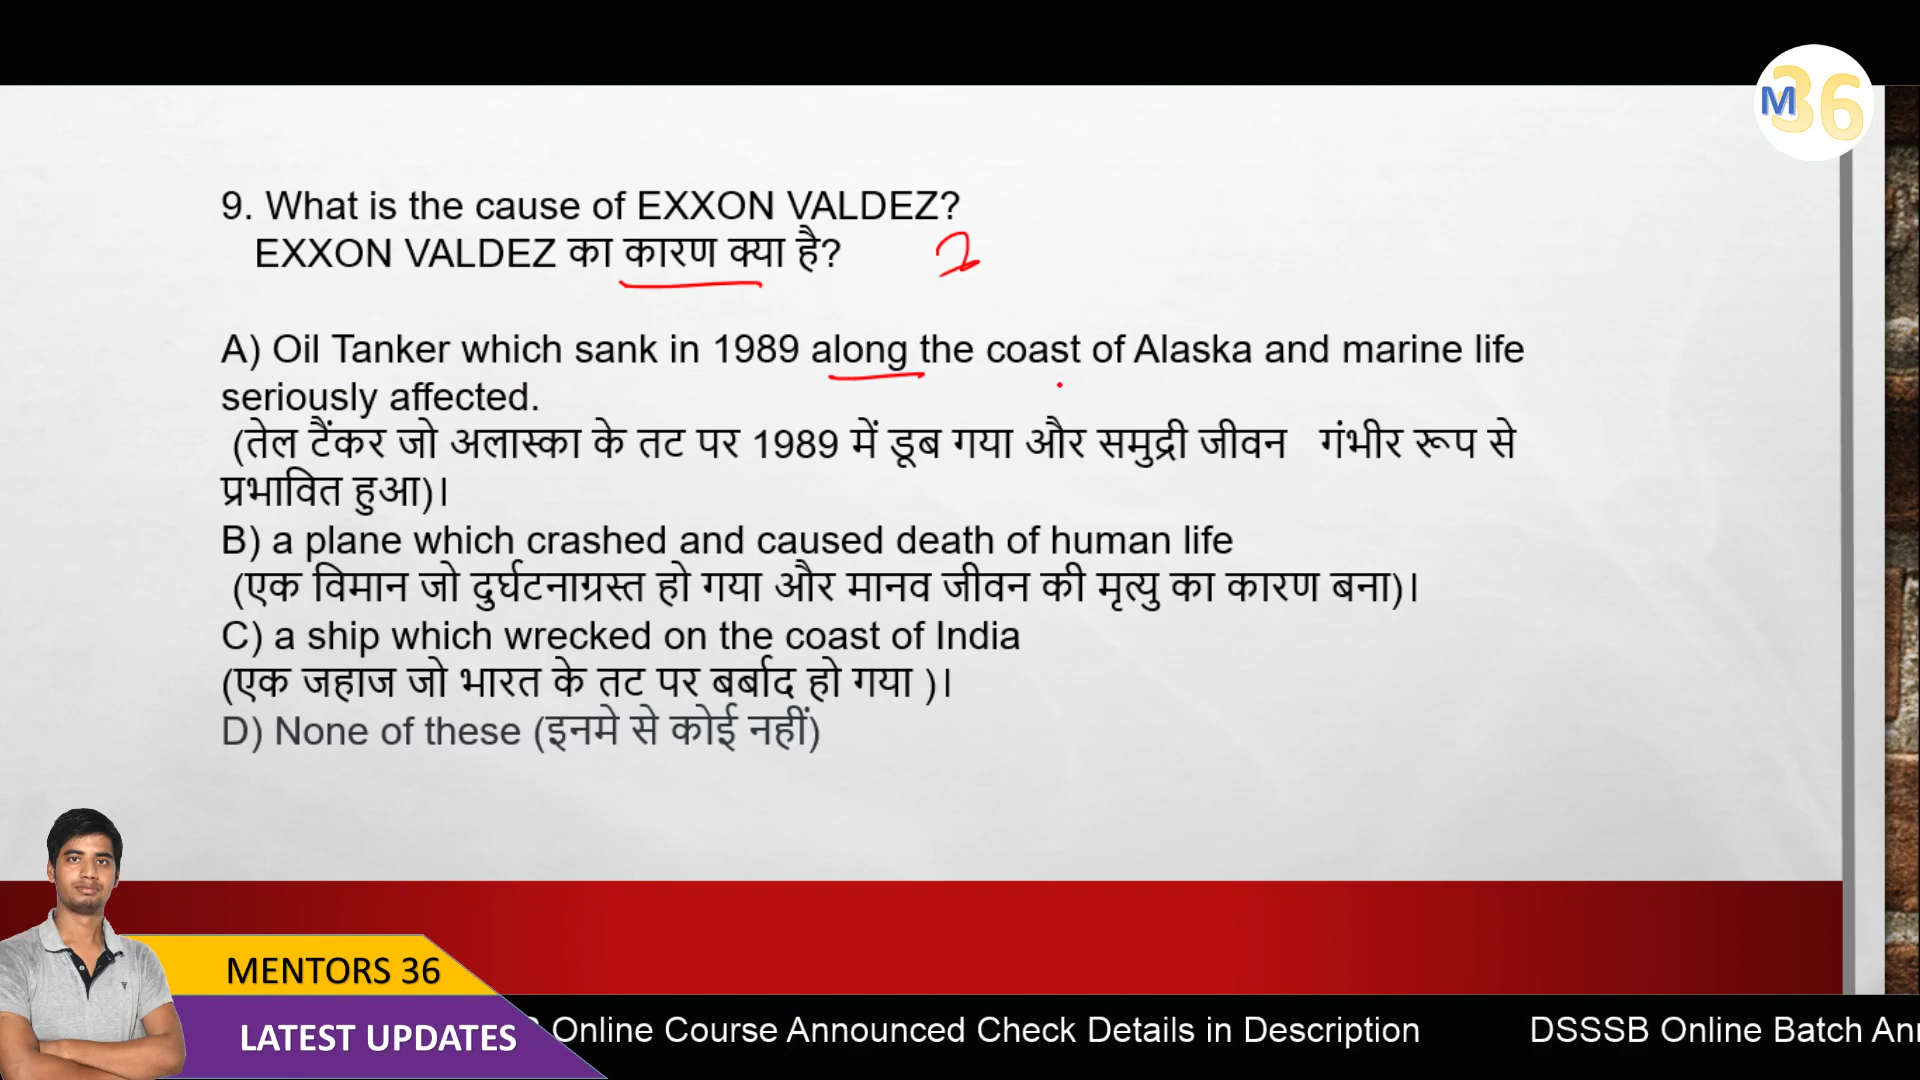 M36
9. What is the cause of EXXON VALDEZ?
EXXON VALDEZ का कारण क्या है?
2
A) Oil Tanker which sank in 1989 along the coast of Alaska and marine life
seriously affected.
(तेल टैंकर जो अलास्का के तट पर 1989 में डूब गया और समुद्री जीवन गंभीर रूप से
प्रभावित हुआ)।
B) a plane which crashed and caused death of human life
(एक विमान जो दुर्घटनाग्रस्त हो गया और मानव जीवन की मृत्यु का कारण बना)।
C) a ship which wrecked on the coast of India
(एक जहाज जो भारत के तट पर बर्बाद हो गया )।
D) None of these (इनमे से कोई नहीं)
MENTORS 36
LATEST UPDATES
Online Course Announced Check Details in Description DSSSB Online Batch